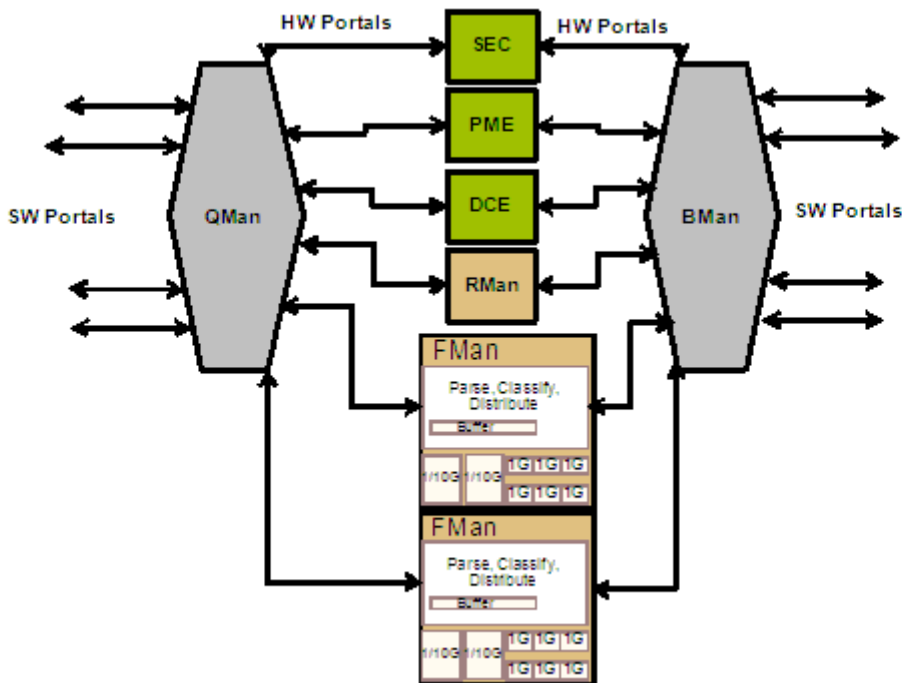 HW Portals
SEC
HW Portals
PME
SW Portals
QMan
DCE
BMan
SW Portals
RMan
FMan
Parse, Classify,
Distribute
Buffer
1/10G
1/10G
1G 1G 1G
1G 1G 1G
FMan
Parse, Classify,
Distribute
Buffer
1/10G
1/10G
1G 1G 1G
1G 1G 1G